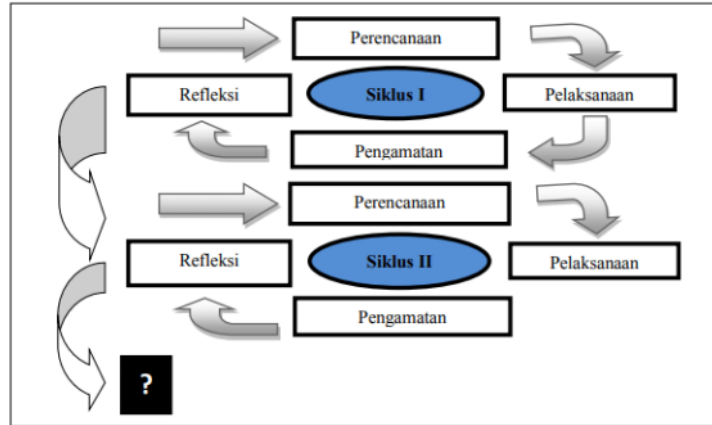 Perencanaan
Refleksi
Siklus I
Pelaksanaan
Pengamatan
Perencanaan
Refleksi
Siklus II
Pelaksanaan
Pengamatan
?